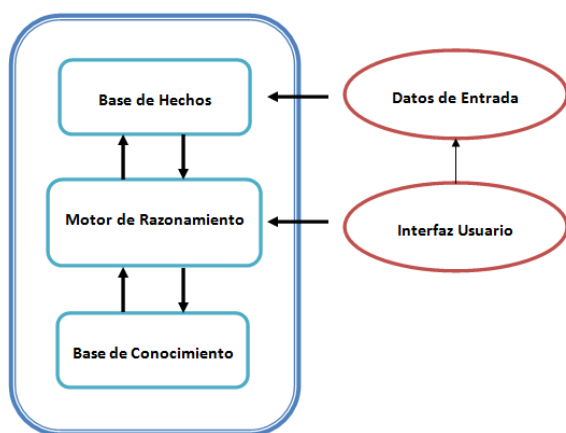 Base de Hechos
Datos de Entrada
Motor de Razonamiento
Interfaz Usuario
Base de Conocimiento